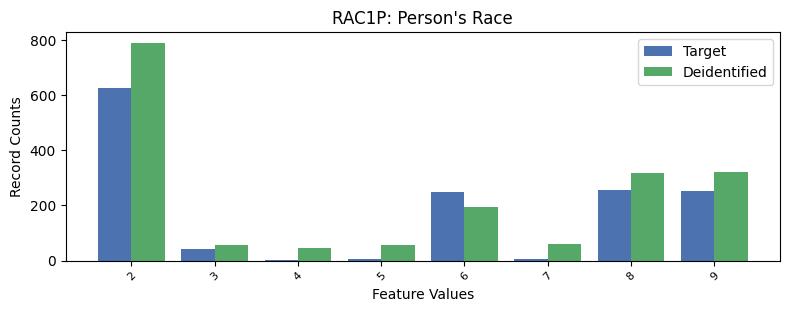 RAC1P: Person's Race
Target
Deidentified
Record Counts
800
600
400
200
0
2 3 4 5 6 7 8 9
Feature Values